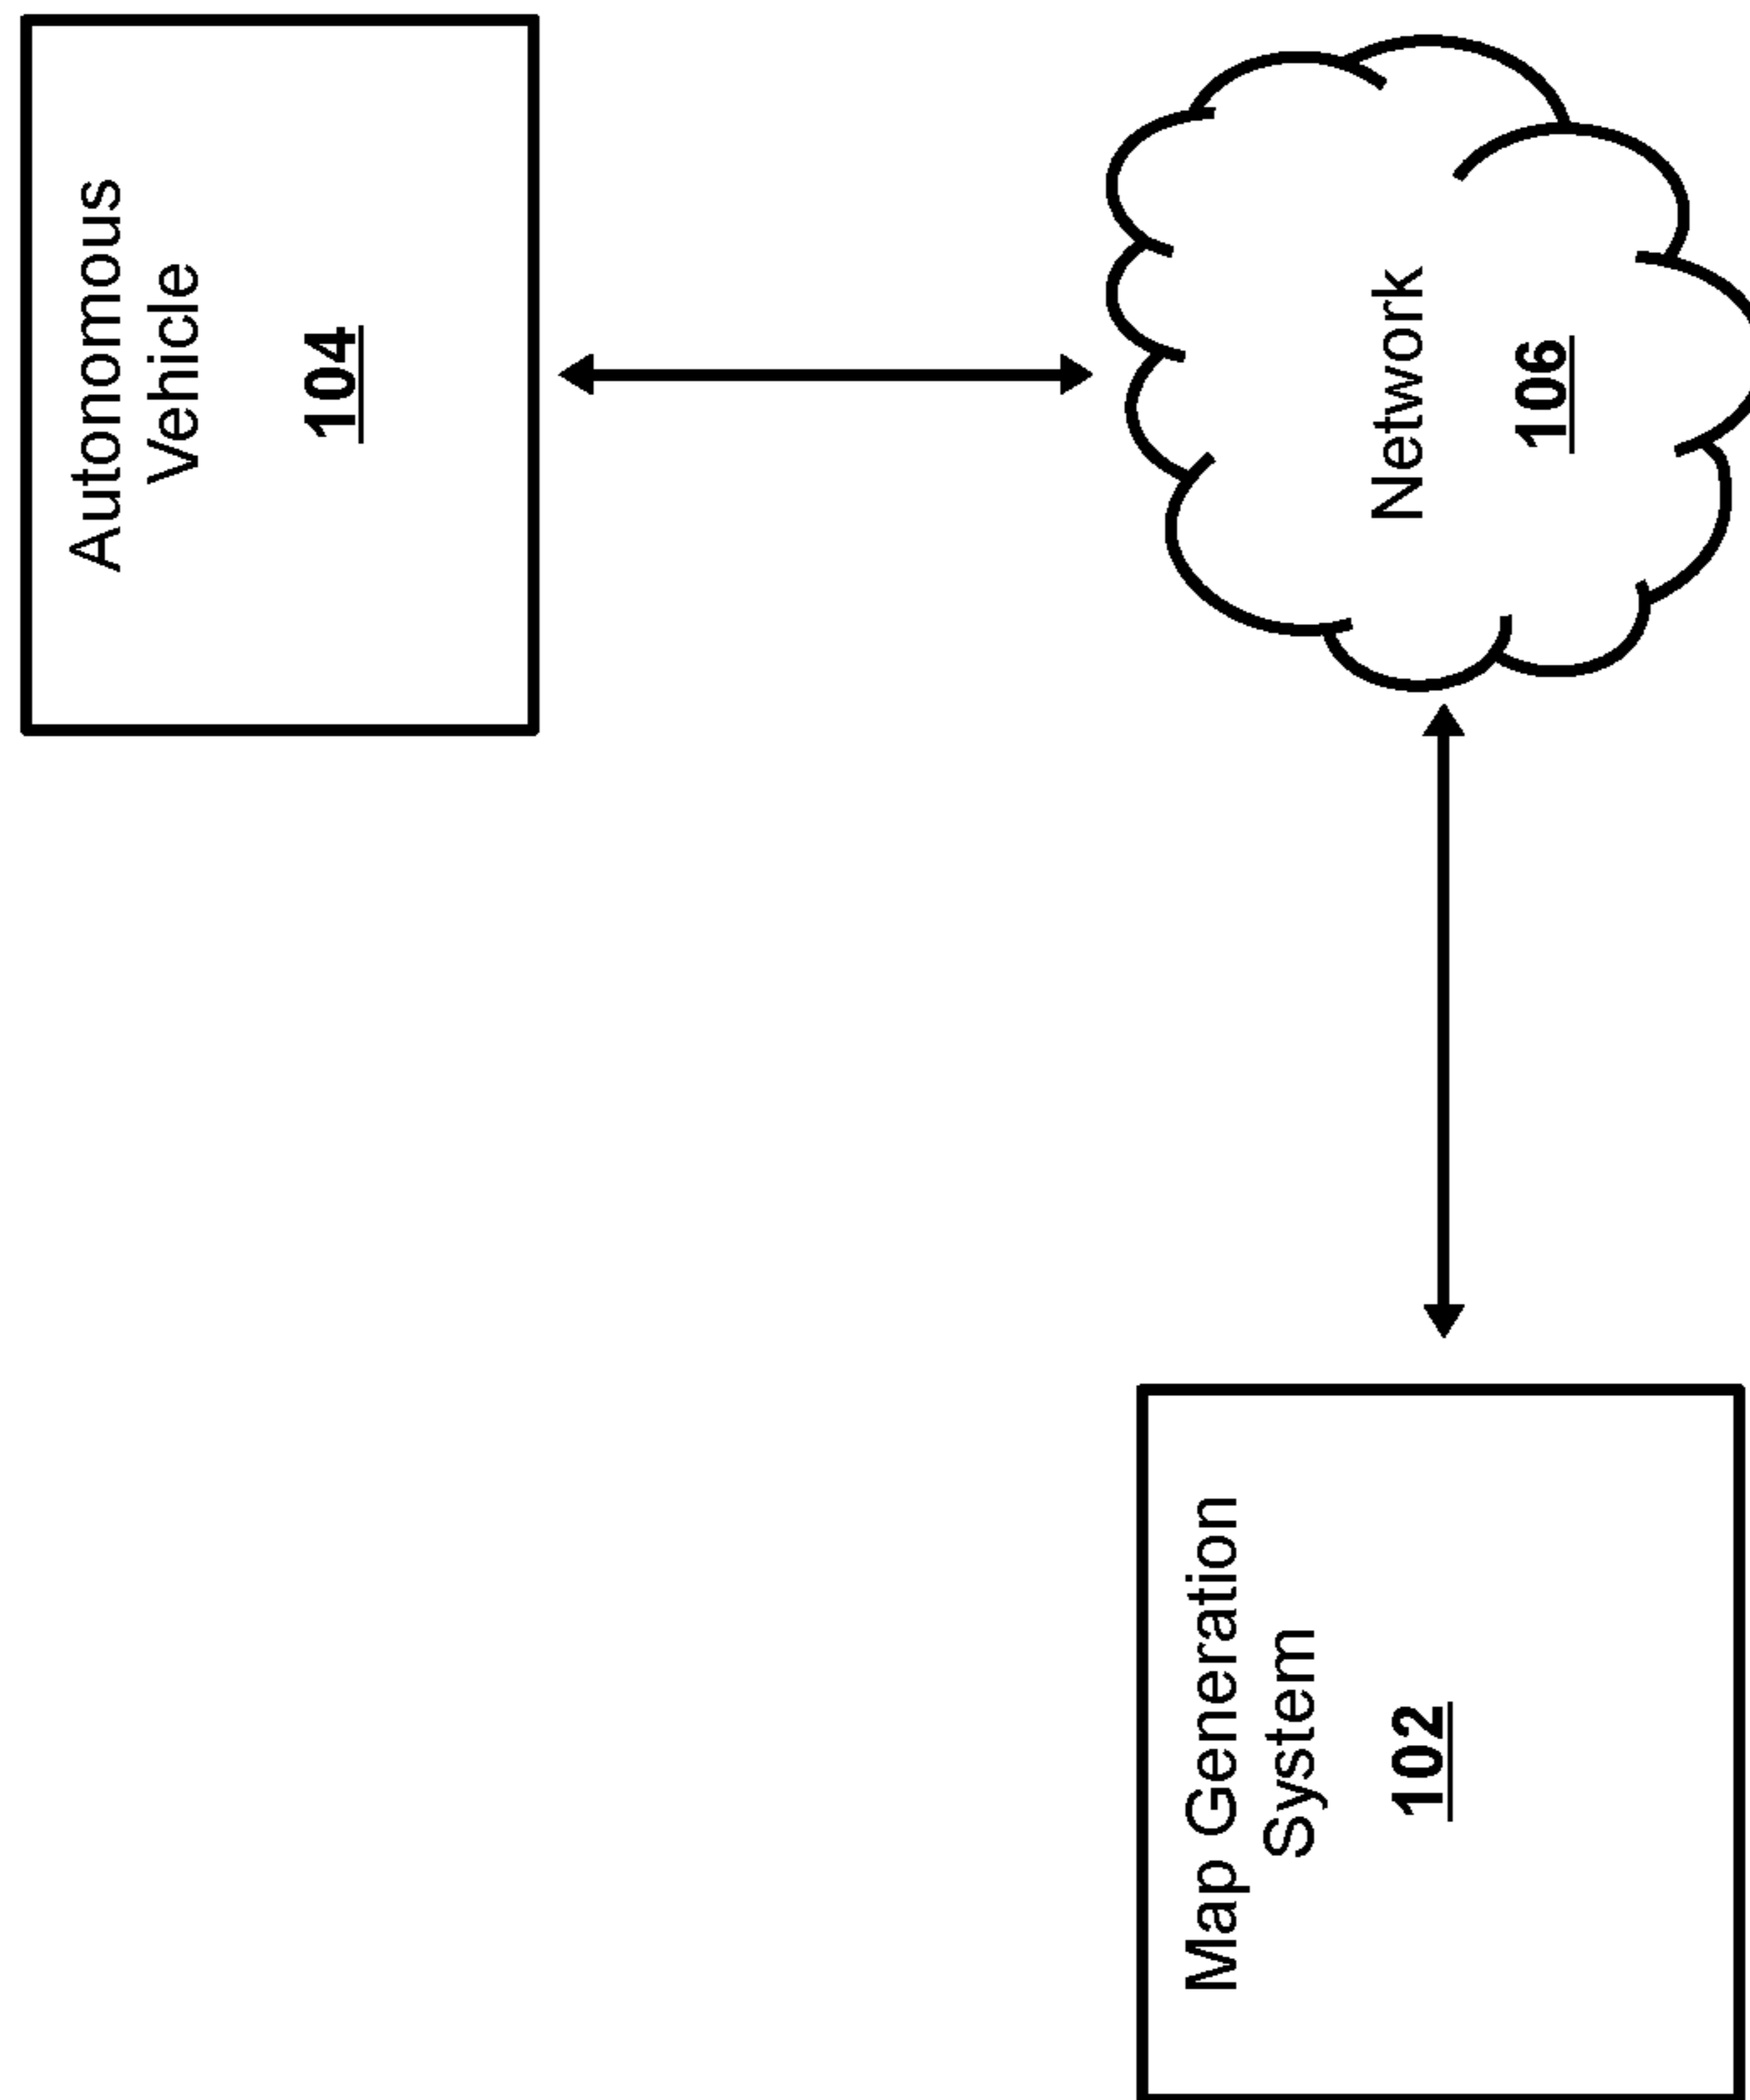 Autonomous
Vehicle
104
Network
106
Map Generation
System
102